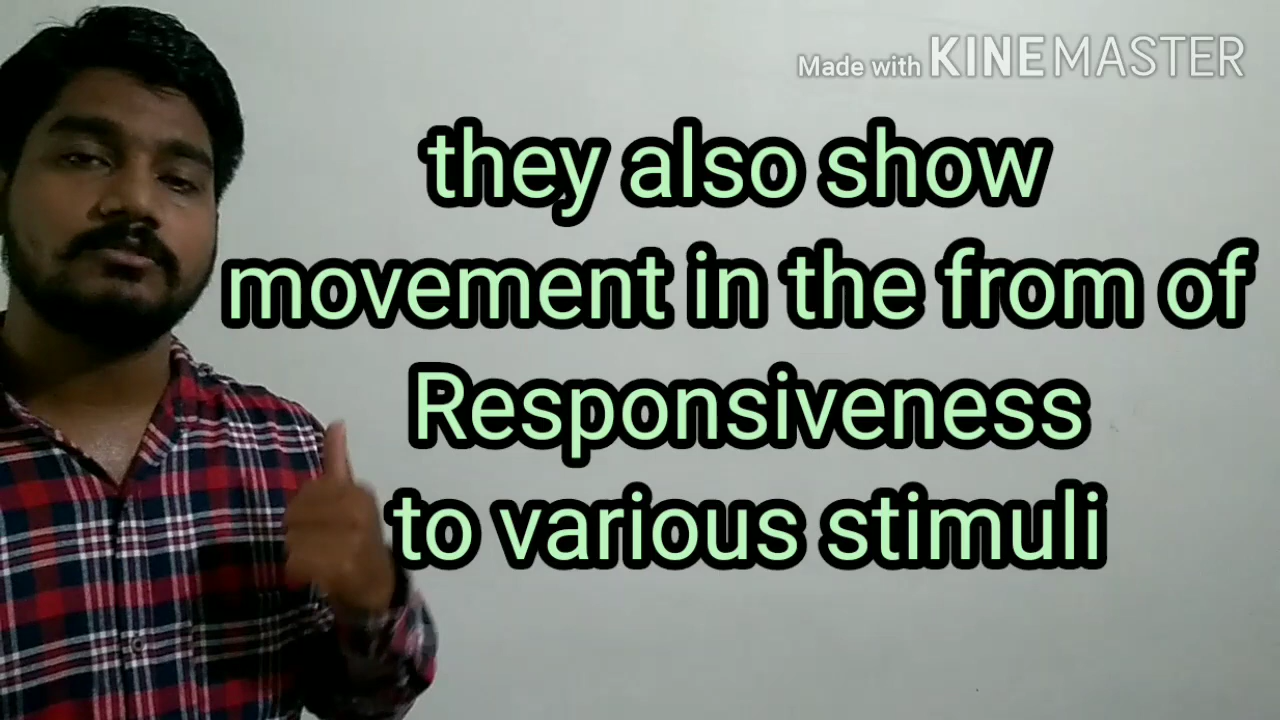 Made with KINEMASTER
they also show
movement in the from of
Responsiveness
to various stimuli